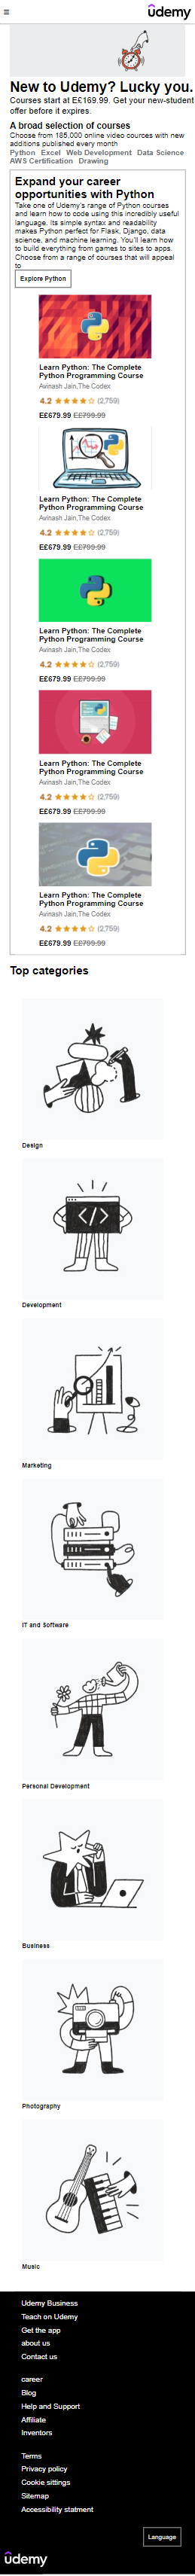 ≡
ûdemy
New to Udemy? Lucky you.
Courses start at E£169.99. Get your new-student
offer before it expires.
A broad selection of courses
Choose from 185,000 online video courses with new
additions published every month
Python Excel Web Development Data Science
AWS Certification Drawing
Expand your career
opportunities with Python
Take one of Udemy's range of Python courses
and learn how to code using this incredibly useful
language. Its simple syntax and readability
makes Python perfect for Flask, Django, data
science, and machine learning. You'll learn how
to build everything from games to sites to apps.
Choose from a range of courses that will appeal
to
Explore Python
Learn Python: The Complete
Python Programming Course
Avinash Jain,The Codex
4.2 ★★★★☆ (2,759)
E£679.99 E£799.99
Learn Python: The Complete
Python Programming Course
Avinash Jain,The Codex
4.2 ★★★★☆ (2,759)
E£679.99 E£799.99
Learn Python: The Complete
Python Programming Course
Avinash Jain,The Codex
4.2 ★★★★☆ (2,759)
E£679.99 E£799.99
Learn Python: The Complete
Python Programming Course
Avinash Jain,The Codex
4.2 ★★★★☆ (2,759)
E£679.99 E£799.99
Learn Python: The Complete
Python Programming Course
Avinash Jain,The Codex
4.2 ★★★★☆ (2,759)
E£679.99 E£799.99
Top categories
Design
</>
Development
Marketing
IT and Software
Personal Development
Business
Photography
Music
Udemy Business
Teach on Udemy
Get the app
about us
Contact us
career
Blog
Help and Support
Affiliate
Inventors
Terms
Privacy policy
Cookie sittings
Sitemap
Accessibility statment
Language
ûdemy